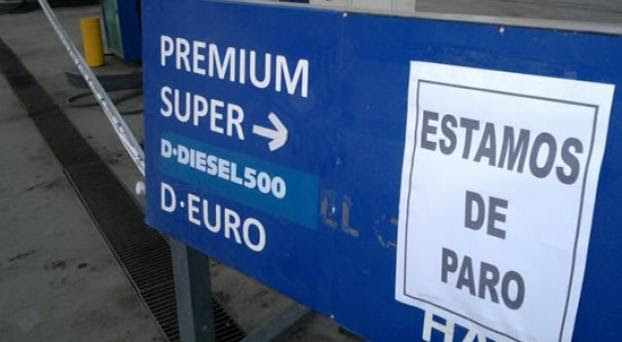 PREMIUM
SUPER →
D·DIESEL500
D·EURO
ESTAMOS
DE
PARO